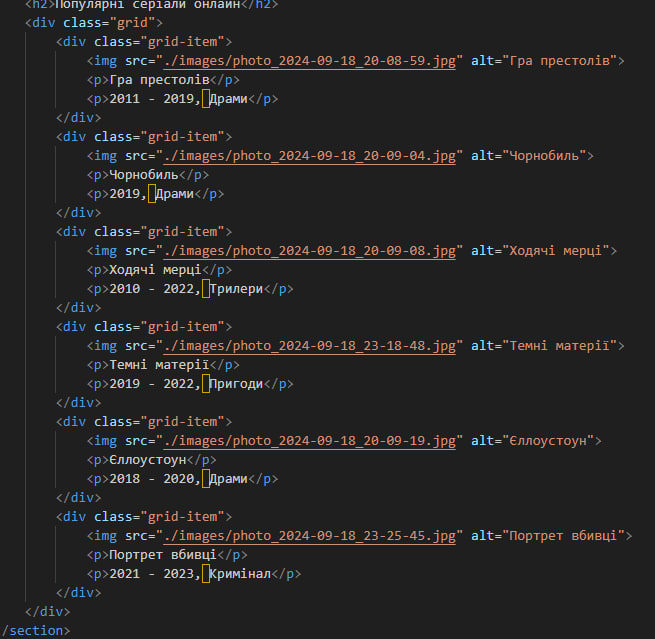 <h2>Популярні серіали онлайн</h2>
<div class="grid">
<div class="grid-item">
<img src="./images/photo_2024-09-18_20-08-59.jpg" alt="Гра престолів">
<p>Гра престолів</p>
<p>2011 - 2019, Драми</p>
</div>
<div class="grid-item">
<img src="./images/photo_2024-09-18_20-09-04.jpg" alt="Чорнобиль">
<p>Чорнобиль</p>
<p>2019, Драми</p>
</div>
<div class="grid-item">
<img src="./images/photo_2024-09-18_20-09-08.jpg" alt="Ходячі мерці">
<p>Ходячі мерці</p>
<p>2010 - 2022, Трилери</p>
</div>
<div class="grid-item">
<img src="./images/photo_2024-09-18_23-18-48.jpg" alt="Темні матерії">
<p>Темні матерії</p>
<p>2019 - 2022, Пригоди</p>
</div>
<div class="grid-item">
<img src="./images/photo_2024-09-18_20-09-19.jpg" alt="Єллоустоун">
<p>Єллоустоун</p>
<p>2018 - 2020, Драми</p>
</div>
<div class="grid-item">
<img src="./images/photo_2024-09-18_23-25-45.jpg" alt="Портрет вбивці">
<p>Портрет вбивці</p>
<p>2021 - 2023, Кримінал</p>
</div>
</div>
/section>